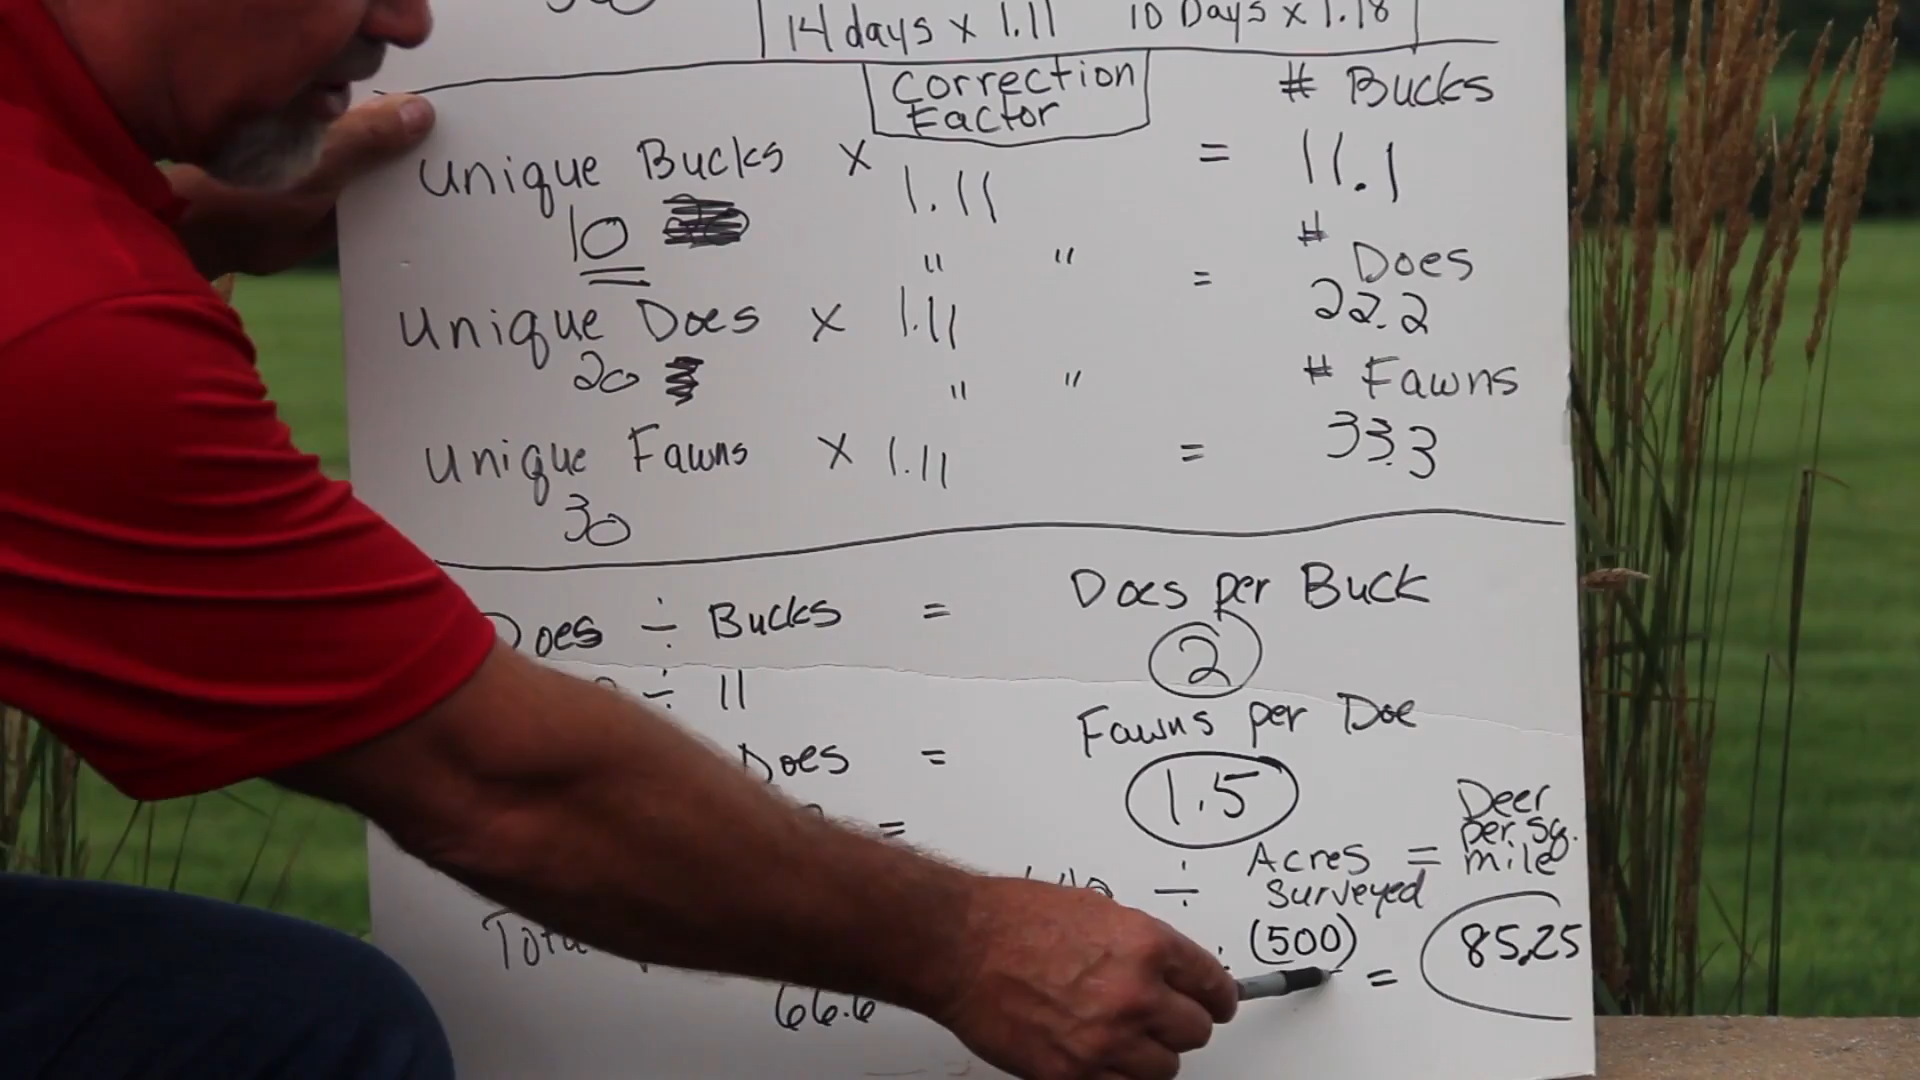 14 days x 1.11 10 Days x 1.18
Correction
Factor
# Bucks
Unique Bucks x 1.11 = 11.1
10
" "
# Does
Unique Does x 1.11 = 22.2
20
" "
# Fawns
Unique Fawns x 1.11 = 33.3
30
Does ÷ Bucks = Does per Buck
÷ 11 2
Does = Fawns per Doe
= 1.5
÷ Acres Surveyed = Deer per sq. mile
66.6 (500) = 85.25